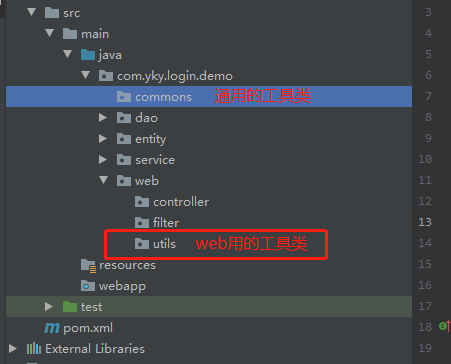 src
3
main
4
java
5
com.yky.login.demo
6
commons 通用的工具类
7
dao
8
entity
9
service
10
web
11
controller
12
filter
13
utils web用的工具类
14
resources
15
webapp
16
test
17
pom.xml
18
External Libraries
19